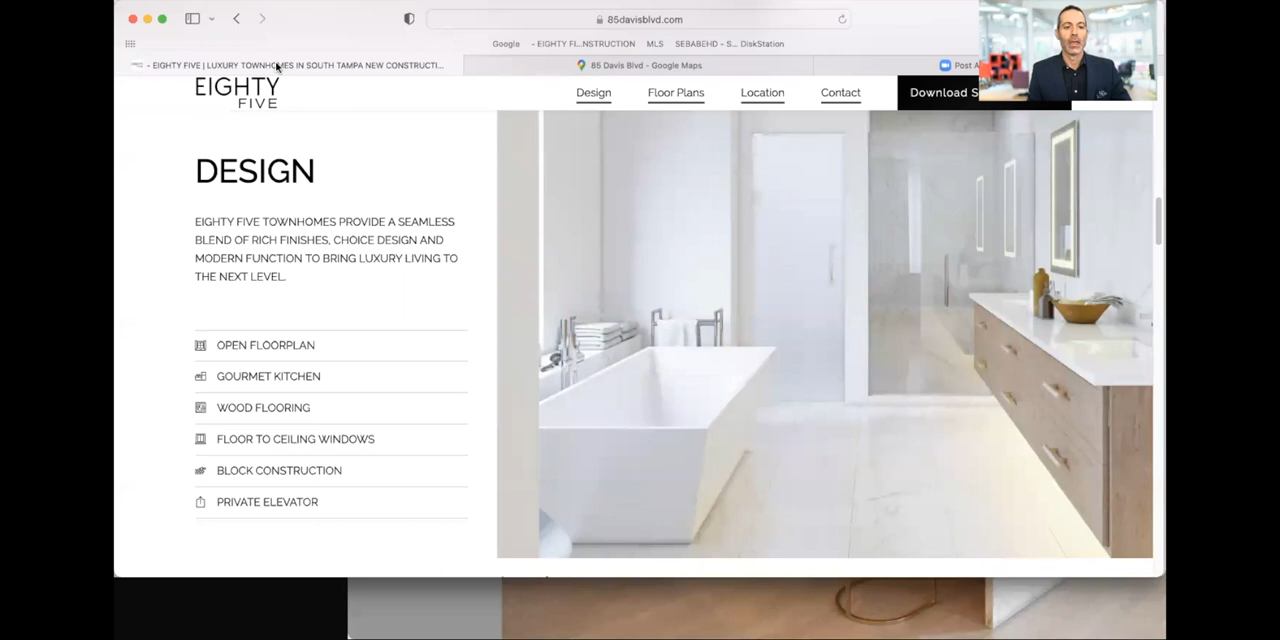 85davisblvd.com
Google
- EIGHTY FI...NSTRUCTION
MLS
SEBABEHD - S... DiskStation
- EIGHTY FIVE | LUXURY TOWNHOMES IN SOUTH TAMPA NEW CONSTRUCTI...
85 Davis Blvd - Google Maps
Post A
EIGHTY
FIVE
Design
Floor Plans
Location
Contact
Download S
DESIGN
EIGHTY FIVE TOWNHOMES PROVIDE A SEAMLESS
BLEND OF RICH FINISHES, CHOICE DESIGN AND
MODERN FUNCTION TO BRING LUXURY LIVING TO
THE NEXT LEVEL.
OPEN FLOORPLAN
GOURMET KITCHEN
WOOD FLOORING
FLOOR TO CEILING WINDOWS
BLOCK CONSTRUCTION
PRIVATE ELEVATOR